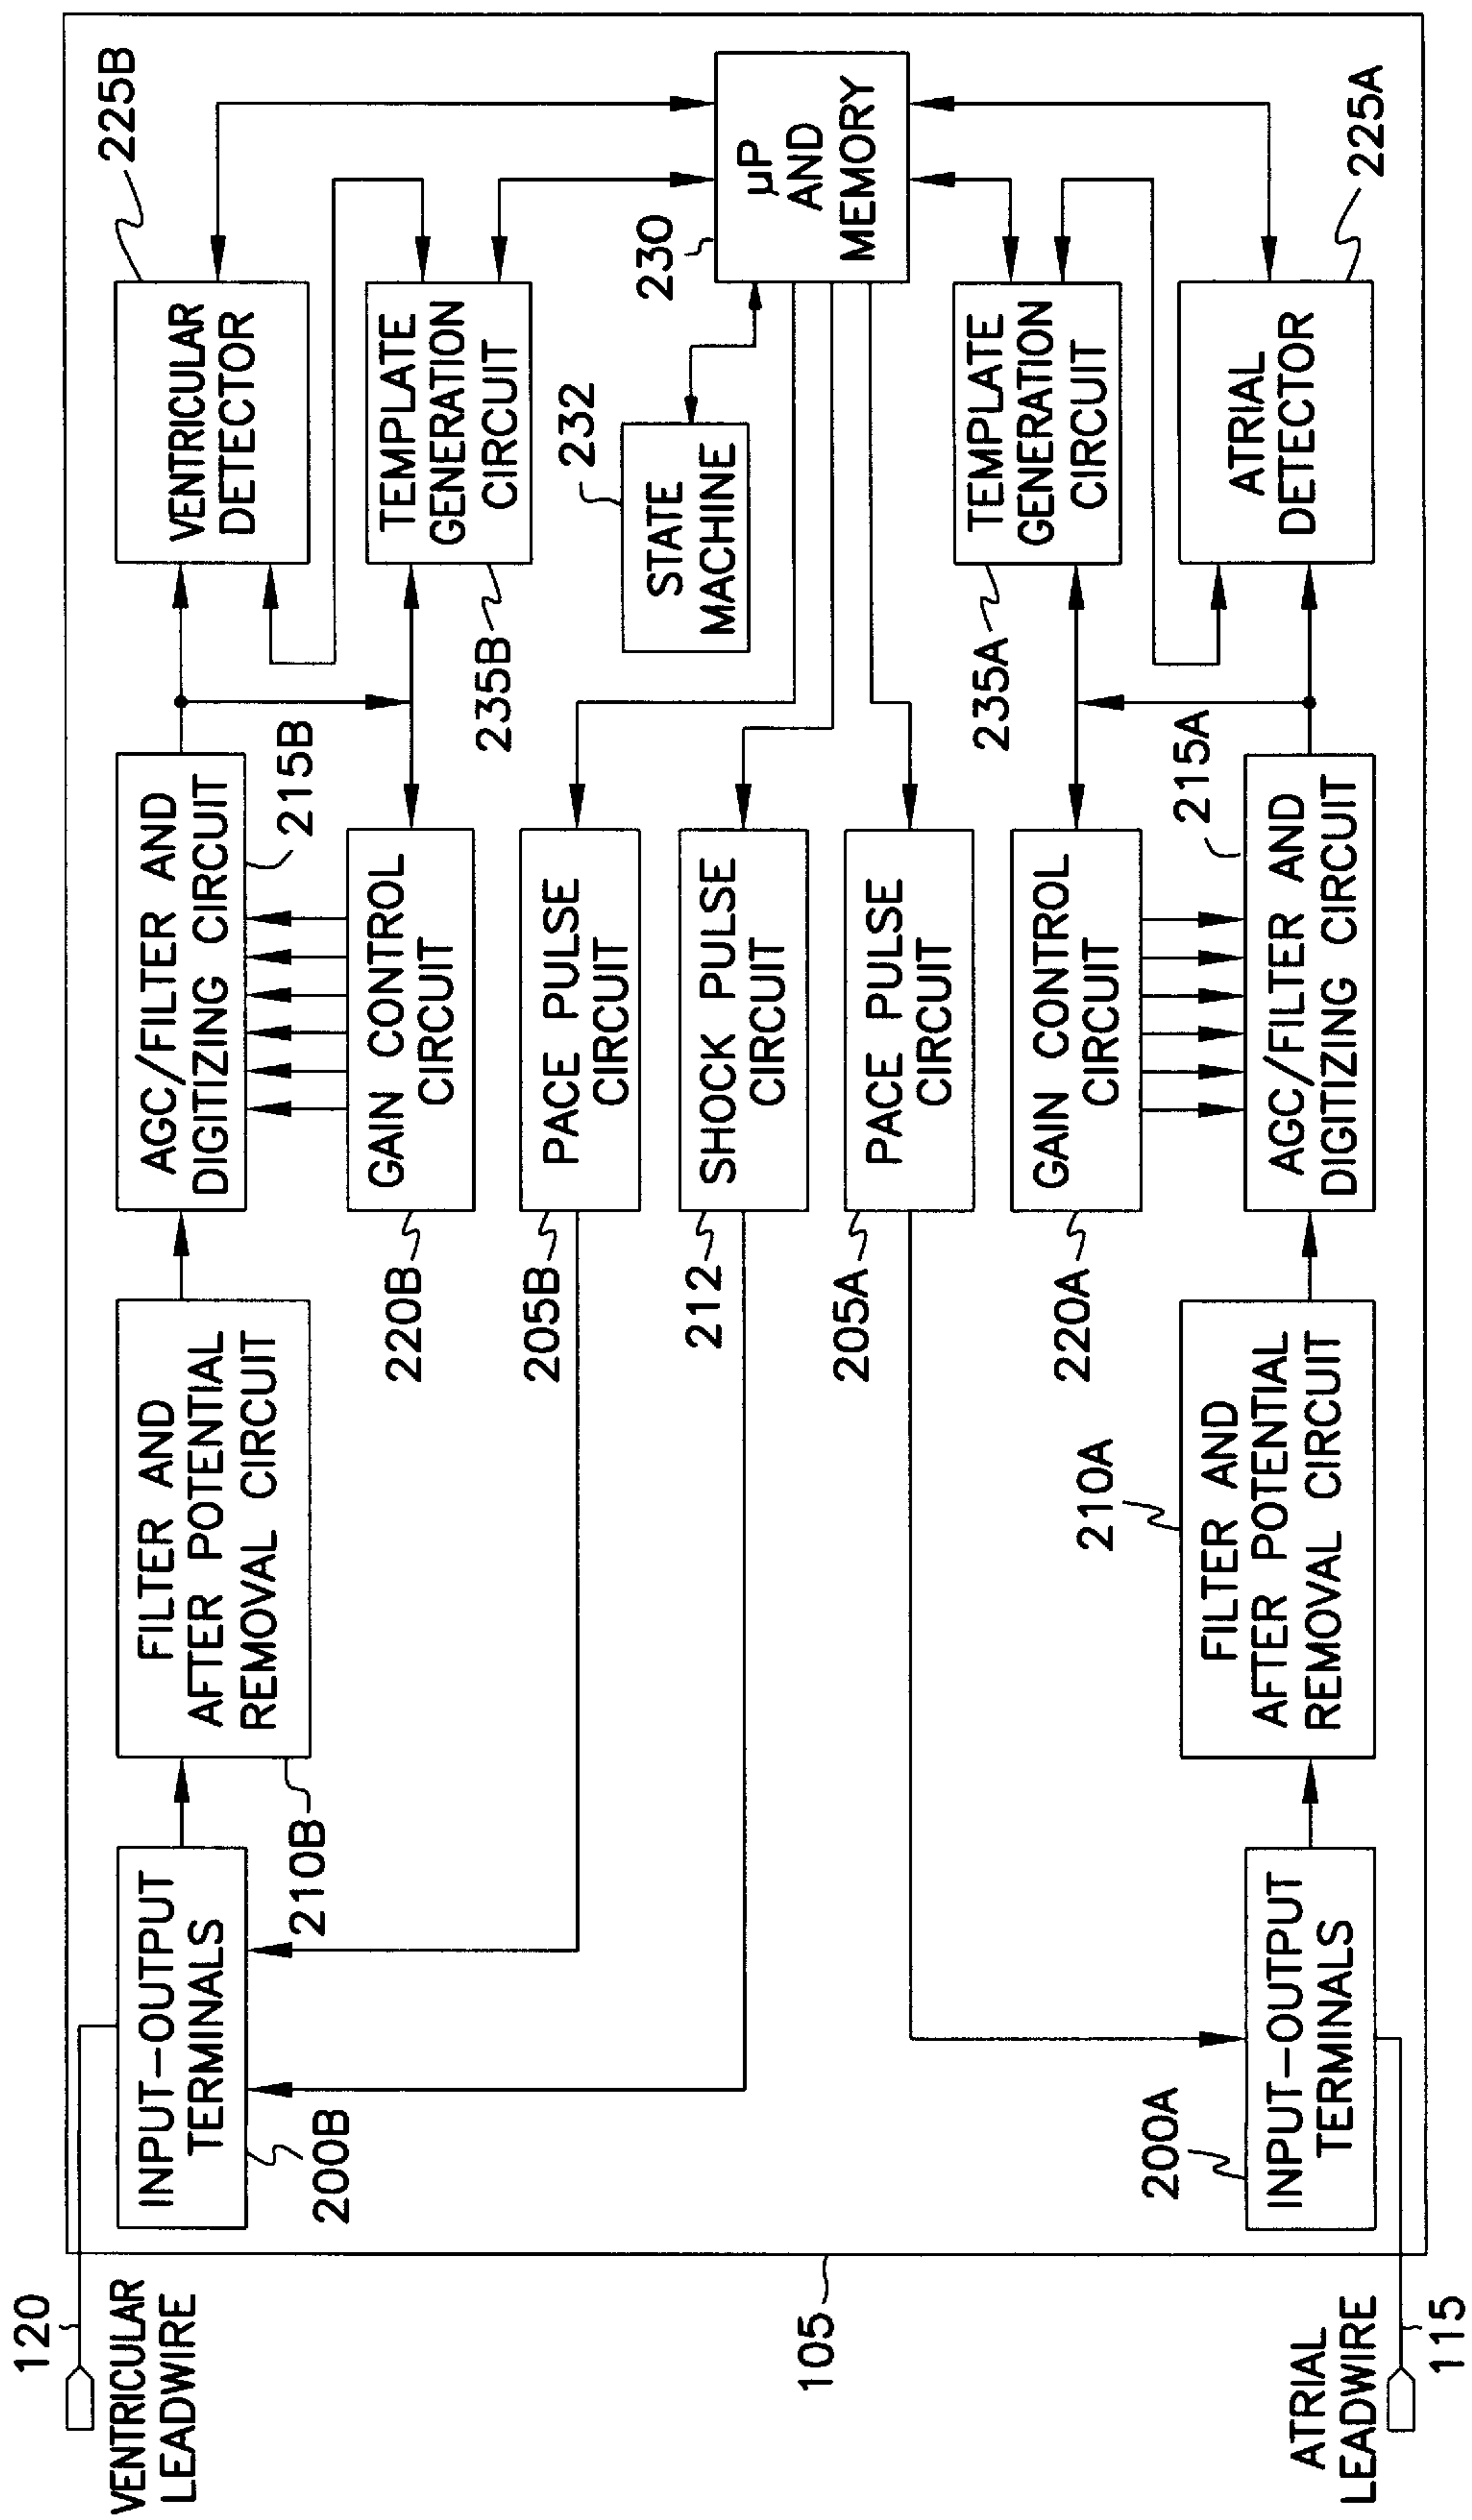 120
VENTRICULAR
LEADWIRE
INPUT-OUTPUT
TERMINALS
200B
FILTER AND
AFTER POTENTIAL
REMOVAL CIRCUIT
210B
AGC/FILTER AND
DIGITIZING CIRCUIT
215B
VENTRICULAR
DETECTOR
225B
GAIN CONTROL
CIRCUIT
220B
TEMPLATE
GENERATION
CIRCUIT
235B
PACE PULSE
CIRCUIT
205B
STATE
MACHINE
232
SHOCK PULSE
CIRCUIT
212
µP
AND
MEMORY
230
105
PACE PULSE
CIRCUIT
205A
GAIN CONTROL
CIRCUIT
220A
TEMPLATE
GENERATION
CIRCUIT
235A
ATRIAL
LEADWIRE
115
INPUT-OUTPUT
TERMINALS
200A
FILTER AND
AFTER POTENTIAL
REMOVAL CIRCUIT
210A
AGC/FILTER AND
DIGITIZING CIRCUIT
215A
ATRIAL
DETECTOR
225A